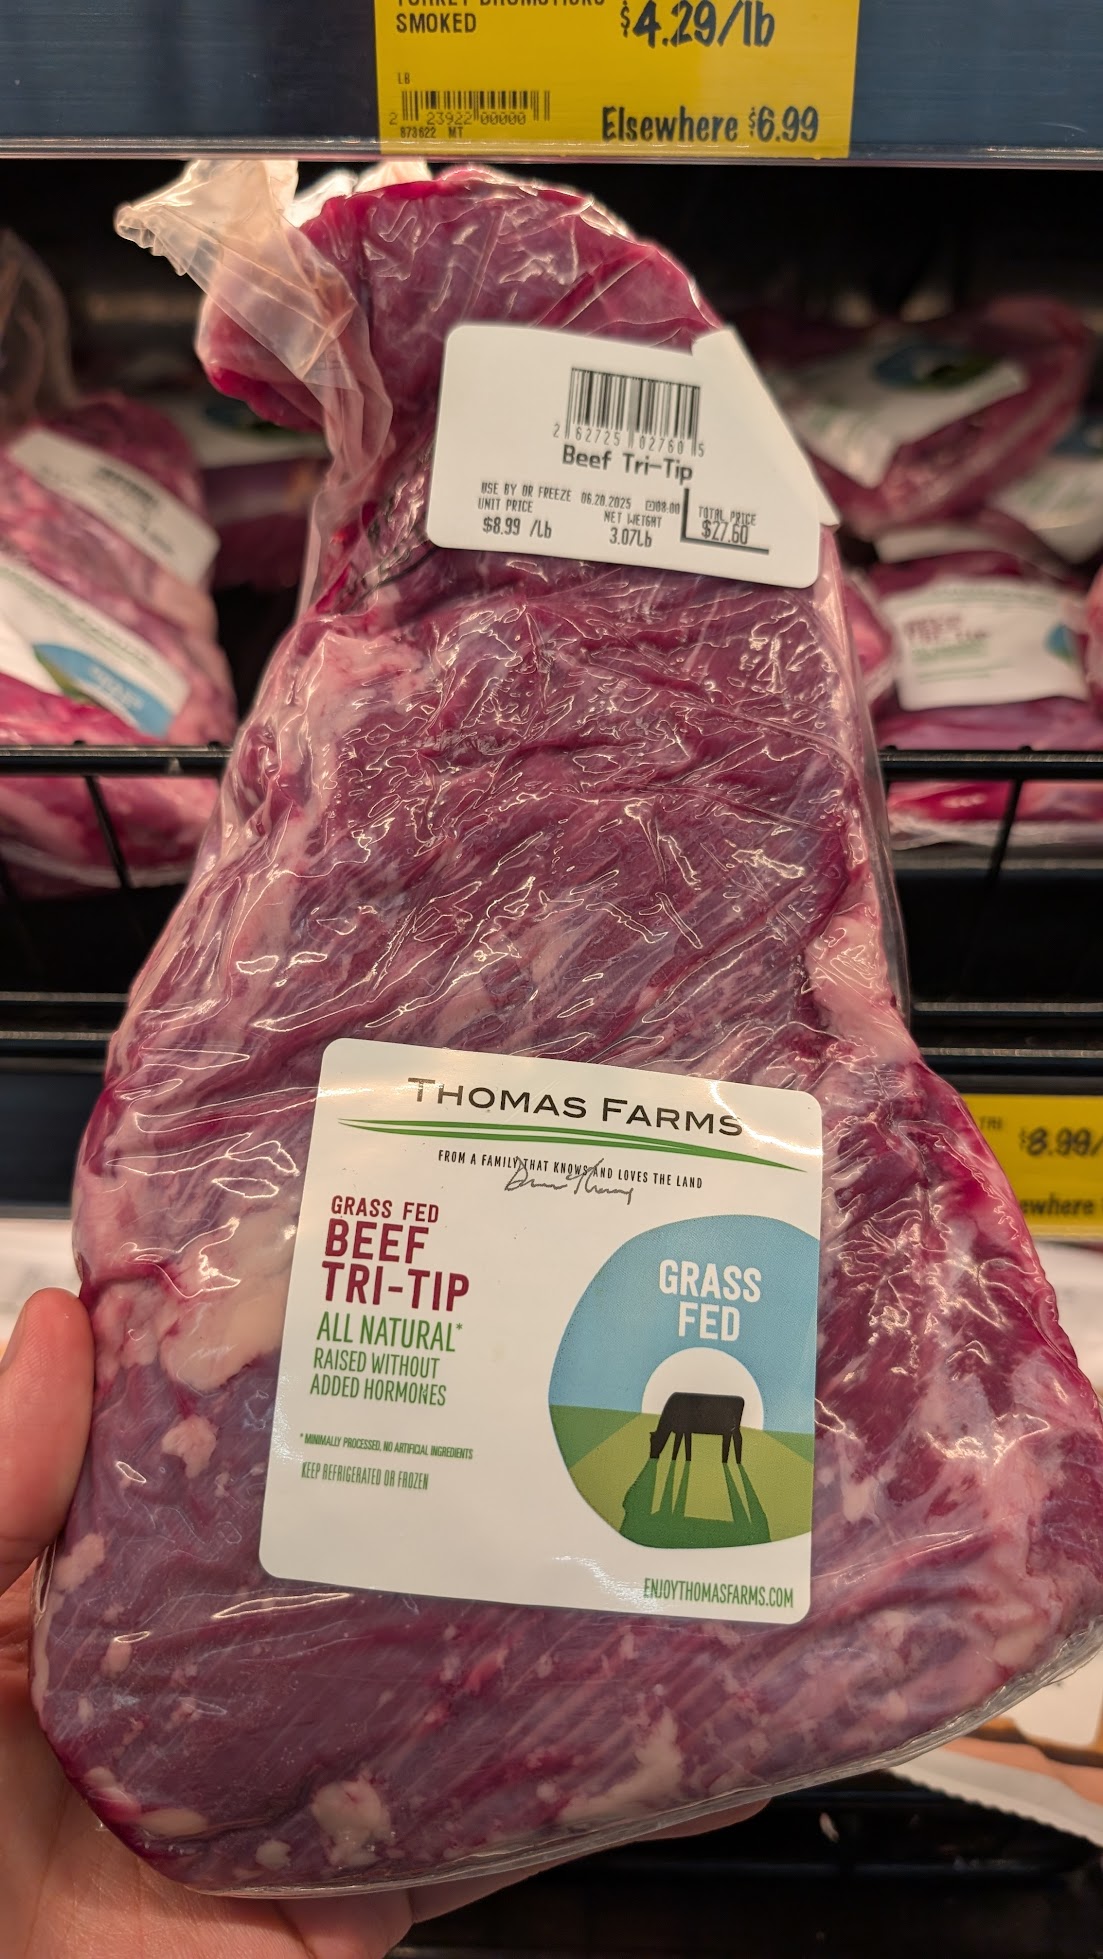 SMOKED
$4.29/lb
LB
2 23922 00000
873622 MT
Elsewhere $6.99
2 62725 02760 5
Beef Tri-Tip
USE BY OR FREEZE 06.20.2025
UNIT PRICE
NET WEIGHT
TOTAL PRICE
$8.99 /lb
3.07lb
$27.60
THOMAS FARMS
FROM A FAMILY THAT KNOWS AND LOVES THE LAND
GRASS FED
BEEF
TRI-TIP
ALL NATURAL*
RAISED WITHOUT
ADDED HORMONES
* MINIMALLY PROCESSED, NO ARTIFICIAL INGREDIENTS
KEEP REFRIGERATED OR FROZEN
GRASS
FED
ENJOYTHOMASFARMS.COM
TRI
$8.99/